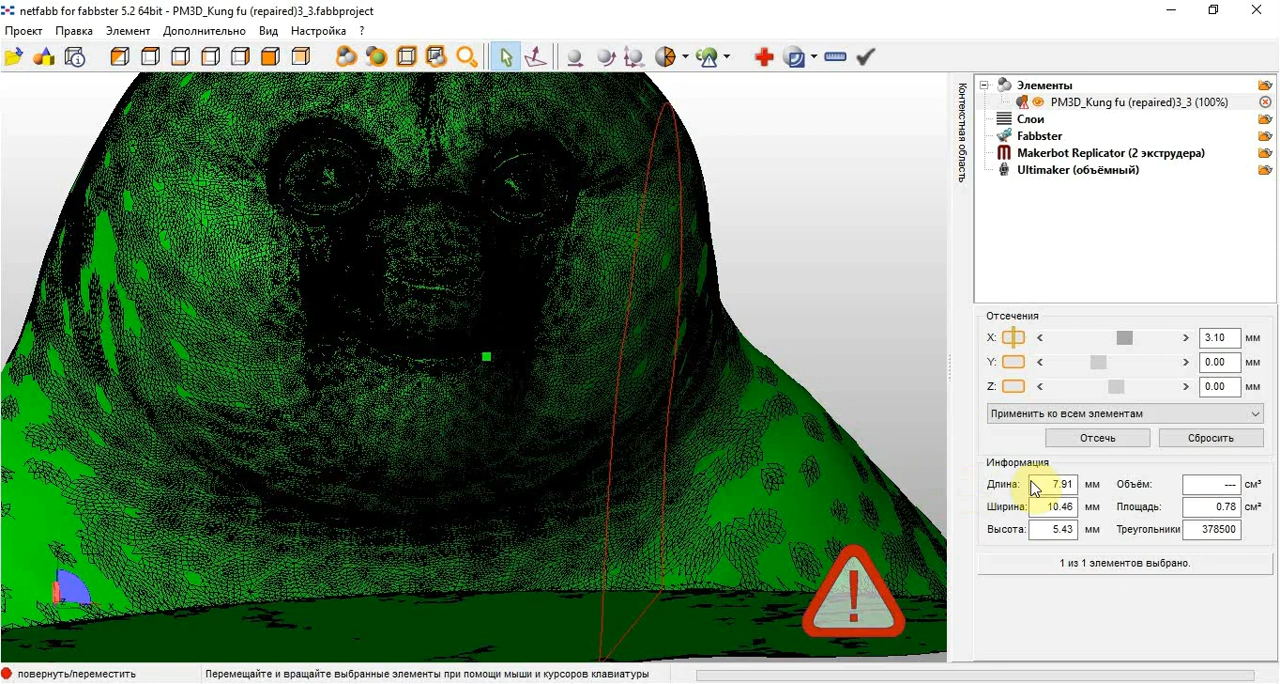 netfabb for fabbster 5.2 64bit - PM3D_Kung fu (repaired)3_3.fabbproject
Проект Правка Элемент Дополнительно Вид Настройка ?
Контекстная область
Элементы
PM3D_Kung fu (repaired)3_3 (100%)
Слои
Fabbster
Makerbot Replicator (2 экструдера)
Ultimaker (объёмный)
Отсечения
X: < > 3.10 мм
Y: < > 0.00 мм
Z: < > 0.00 мм
Применить ко всем элементам
Отсечь Сбросить
Информация
Длина: 7.91 мм Объём: --- см³
Ширина: 10.46 мм Площадь: 0.78 см²
Высота: 5.43 мм Треугольники 378500
1 из 1 элементов выбрано.
повернуть/переместить Перемещайте и вращайте выбранные элементы при помощи мыши и курсоров клавиатуры